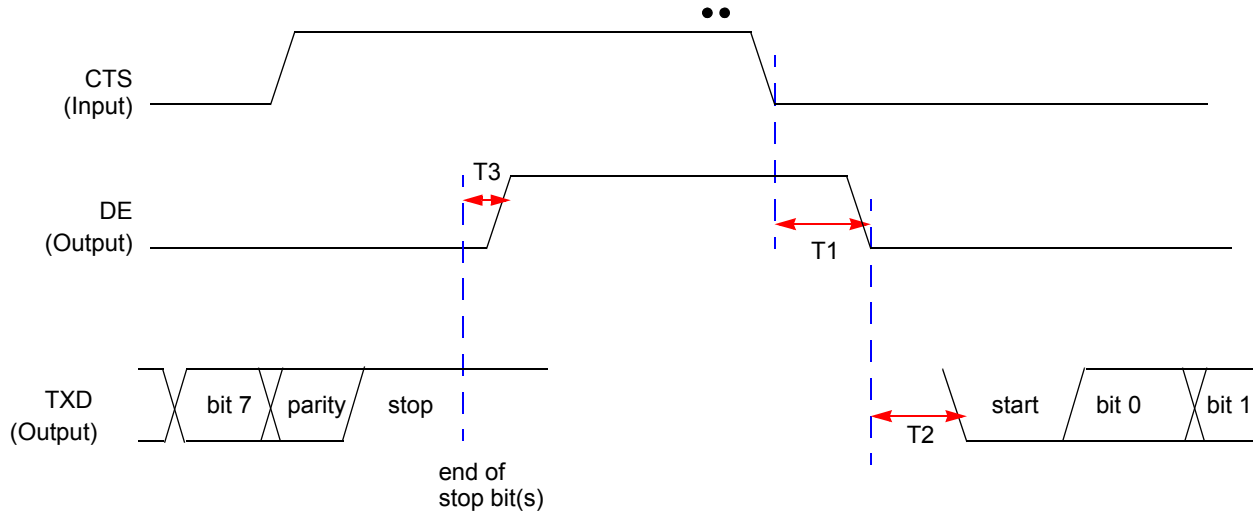 CTS
(Input)
T3
DE
(Output)
T1
TXD
(Output)
bit 7
parity
stop
T2
start
bit 0
bit 1
end of
stop bit(s)